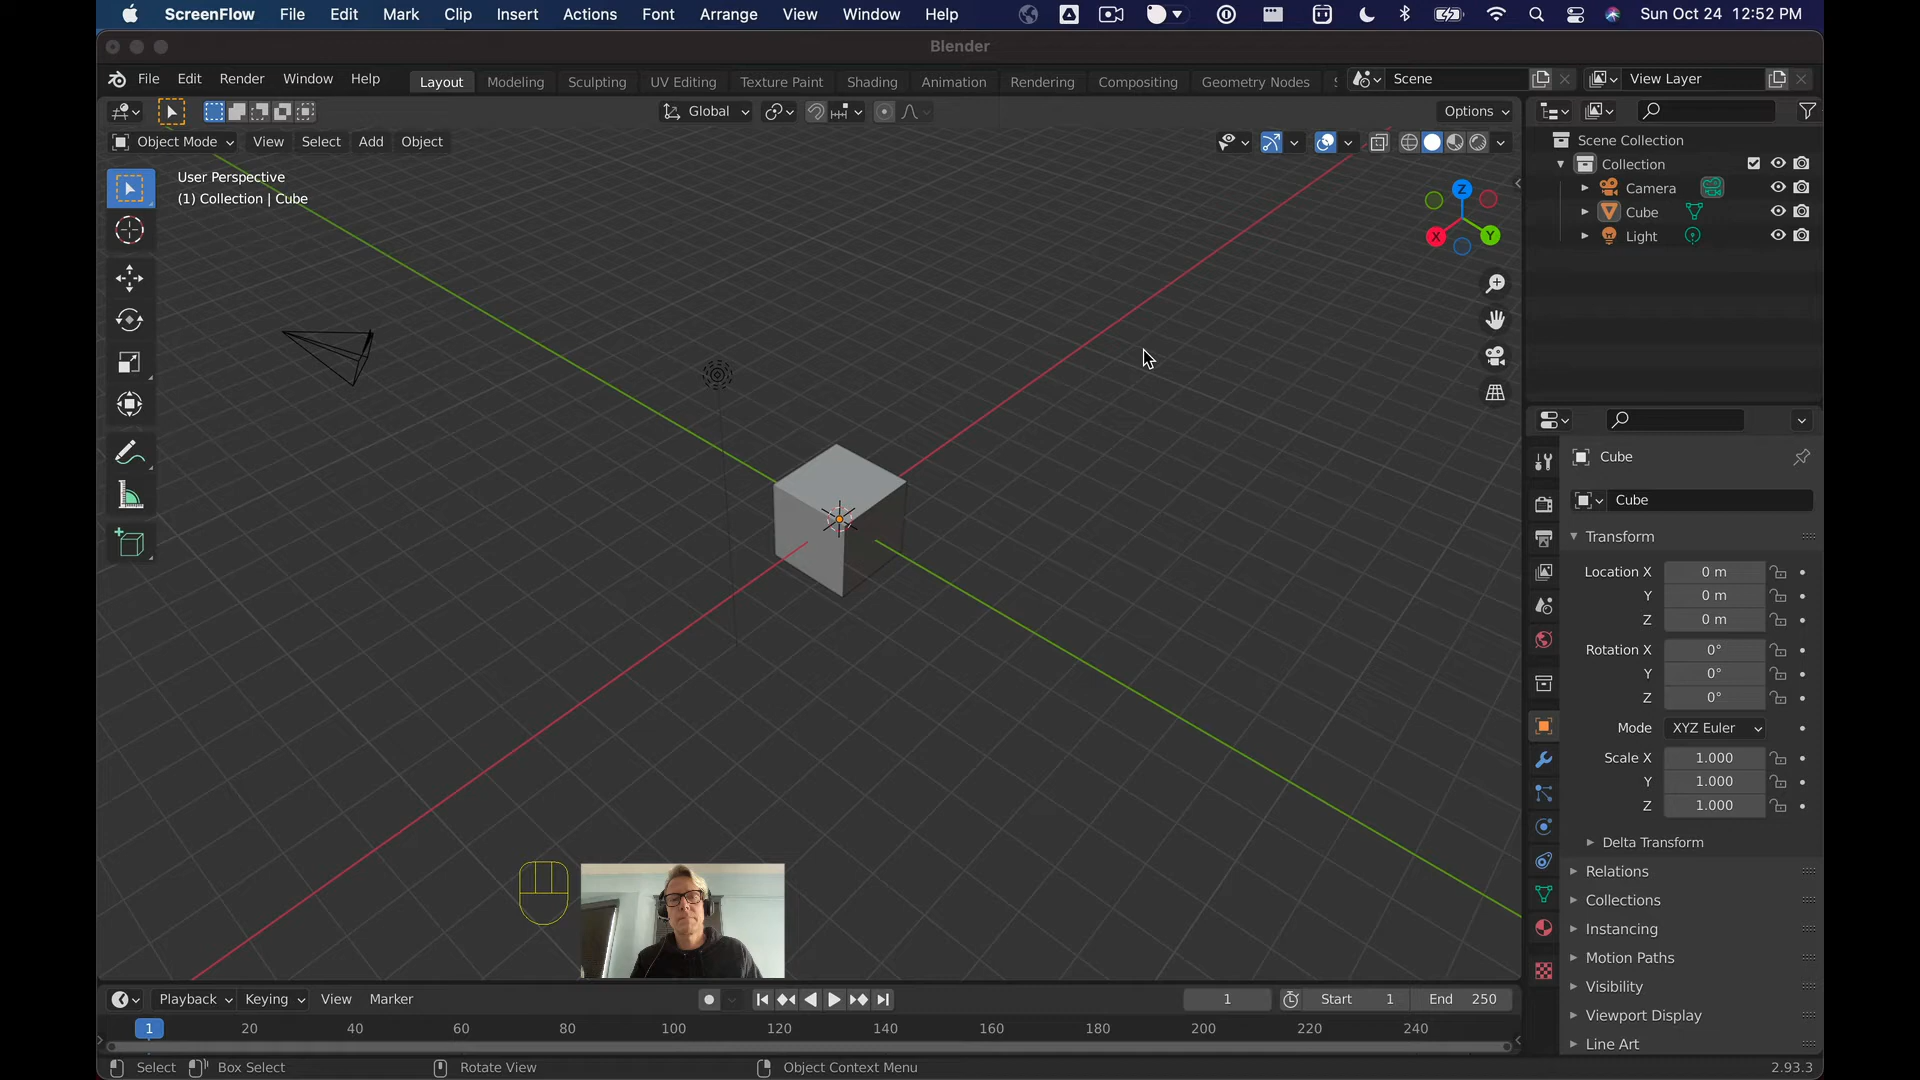 ScreenFlow File Edit Mark Clip Insert Actions Font Arrange View Window Help Sun Oct 24 12:52 PM
Blender
File Edit Render Window Help Layout Modeling Sculpting UV Editing Texture Paint Shading Animation Rendering Compositing Geometry Nodes Scene View Layer
Global Options
Object Mode View Select Add Object
User Perspective
(1) Collection | Cube
Z
X
Y
Scene Collection
Collection
Camera
Cube
Light
Cube
Cube
Transform
Location X 0 m
Y 0 m
Z 0 m
Rotation X 0°
Y 0°
Z 0°
Mode XYZ Euler
Scale X 1.000
Y 1.000
Z 1.000
Delta Transform
Relations
Collections
Instancing
Motion Paths
Visibility
Viewport Display
Line Art
Playback Keying View Marker 1 Start 1 End 250
1 20 40 60 80 100 120 140 160 180 200 220 240
Select Box Select Rotate View Object Context Menu 2.93.3